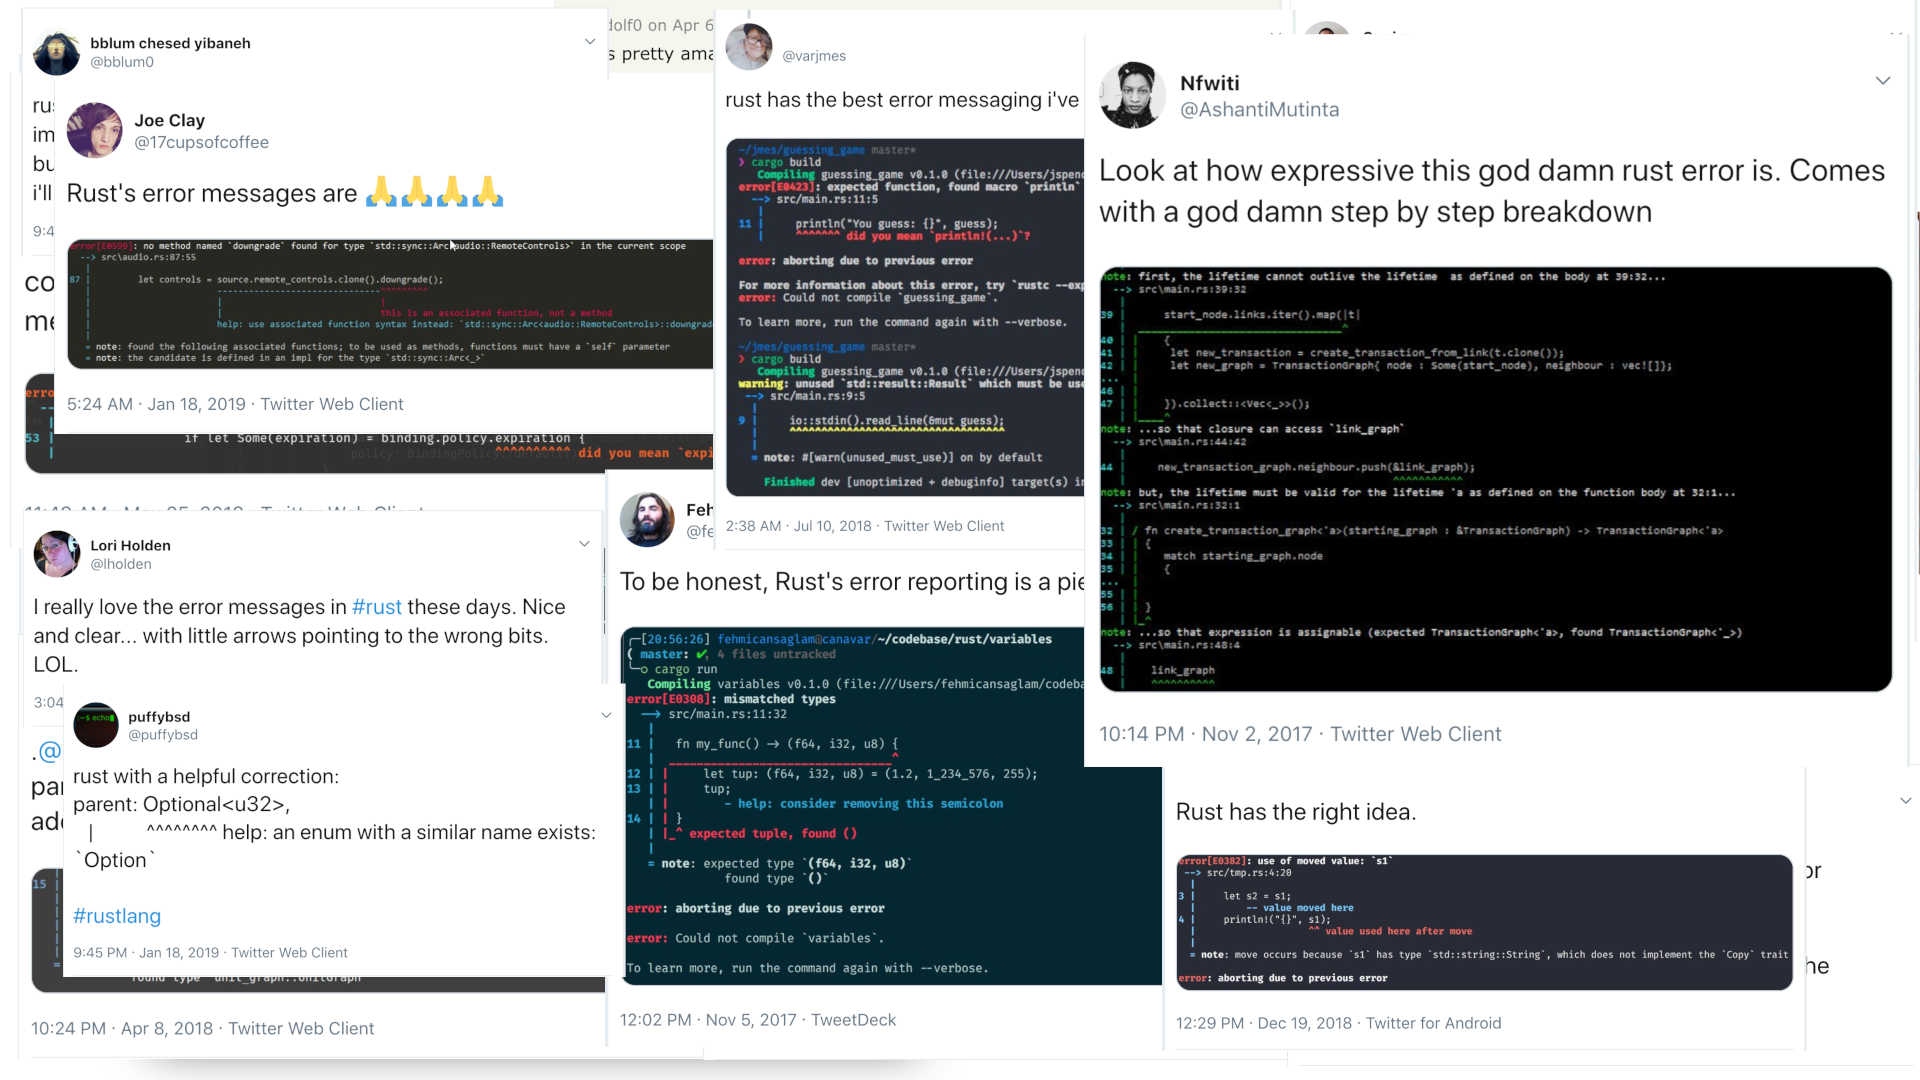 dolf0 on Apr 6
s pretty ama
bblum chesed yibaneh
@bblum0
ru
im
bu
i'll
9:4
co
me
Joe Clay
@17cupsofcoffee
Rust's error messages are 🙏🙏🙏🙏
error[E0599]: no method named `downgrade` found for type `std::sync::Arc<audio::RemoteControls>` in the current scope
--> src\audio.rs:87:55
|
87 | let controls = source.remote_controls.clone().downgrade();
| ---------------------------------^^^^^^^^^
| | |
| | this is an associated function, not a method
| help: use associated function syntax instead: `std::sync::Arc<audio::RemoteControls>::downgrad
|
= note: found the following associated functions; to be used as methods, functions must have a `self` parameter
= note: the candidate is defined in an impl for the type `std::sync::Arc<_>`
5:24 AM · Jan 18, 2019 · Twitter Web Client
erro
--
53 | if let Some(expiration) = binding.policy.expiration {
| ^^^^^^^^^^ did you mean `expi
Lori Holden
@lholden
I really love the error messages in #rust these days. Nice
and clear... with little arrows pointing to the wrong bits.
LOL.
3:04
.@
par
add
puffybsd
@puffybsd
rust with a helpful correction:
parent: Optional<u32>,
| ^^^^^^^^ help: an enum with a similar name exists:
`Option`
#rustlang
9:45 PM · Jan 18, 2019 · Twitter Web Client
15 |
found type `unit_graph::UnitGraph`
10:24 PM · Apr 8, 2018 · Twitter Web Client
@varjmes
rust has the best error messaging i've
~/jmes/guessing_game master*
❯ cargo build
Compiling guessing_game v0.1.0 (file:///Users/jspenc
error[E0423]: expected function, found macro `println`
--> src/main.rs:11:5
|
11 | println("You guess: {}", guess);
| ^^^^^^^ did you mean `println!(...)`?
error: aborting due to previous error
For more information about this error, try `rustc --exp
error: Could not compile `guessing_game`.
To learn more, run the command again with --verbose.
~/jmes/guessing_game master*
❯ cargo build
Compiling guessing_game v0.1.0 (file:///Users/jspenc
warning: unused `std::result::Result` which must be use
--> src/main.rs:9:5
|
9 | io::stdin().read_line(&mut guess);
| ^^^^^^^^^^^^^^^^^^^^^^^^^^^^^^^^^^
|
= note: #[warn(unused_must_use)] on by default
Finished dev [unoptimized + debuginfo] target(s) in
2:38 AM · Jul 10, 2018 · Twitter Web Client
Feh
@fe
To be honest, Rust's error reporting is a pie
[20:56:26] fehmicansaglam@canavar/~/codebase/rust/variables
( master: ✔, 4 files untracked
cargo run
Compiling variables v0.1.0 (file:///Users/fehmicansaglam/codeba
error[E0308]: mismatched types
--> src/main.rs:11:32
|
11 | fn my_func() -> (f64, i32, u8) {
| ________________________________^
12 | | let tup: (f64, i32, u8) = (1.2, 1_234_576, 255);
13 | | tup;
| | - help: consider removing this semicolon
14 | | }
| |_^ expected tuple, found ()
|
= note: expected type `(f64, i32, u8)`
found type `()`
error: aborting due to previous error
error: Could not compile `variables`.
To learn more, run the command again with --verbose.
12:02 PM · Nov 5, 2017 · TweetDeck
Nfwiti
@AshantiMutinta
Look at how expressive this god damn rust error is. Comes
with a god damn step by step breakdown
note: first, the lifetime cannot outlive the lifetime as defined on the body at 39:32...
--> src\main.rs:39:32
|
39 | start_node.links.iter().map(|t|
| ________________________________^
40 | | {
41 | | let new_transaction = create_transaction_from_link(t.clone());
42 | | let new_graph = TransactionGraph{ node : Some(start_node), neighbour : vec![]};
... |
46 | |
47 | | }).collect::<Vec<_>>();
| |____^
note: ...so that closure can access `link_graph`
--> src\main.rs:44:42
|
44 | new_transaction_graph.neighbour.push(&link_graph);
| ^^^^^^^^^^^
note: but, the lifetime must be valid for the lifetime 'a as defined on the function body at 32:1...
--> src\main.rs:32:1
|
32 | / fn create_transaction_graph<'a>(starting_graph : &TransactionGraph) -> TransactionGraph<'a>
33 | | {
34 | | match starting_graph.node
35 | | {
... |
55 | |
56 | | }
| |_^
note: ...so that expression is assignable (expected TransactionGraph<'a>, found TransactionGraph<'_>)
--> src\main.rs:48:4
|
48 | link_graph
| ^^^^^^^^^^
10:14 PM · Nov 2, 2017 · Twitter Web Client
Rust has the right idea.
error[E0382]: use of moved value: `s1`
--> src/tmp.rs:4:20
|
3 | let s2 = s1;
| -- value moved here
4 | println!("{}", s1);
| ^^ value used here after move
|
= note: move occurs because `s1` has type `std::string::String`, which does not implement the `Copy` trait
error: aborting due to previous error
12:29 PM · Dec 19, 2018 · Twitter for Android
or
he